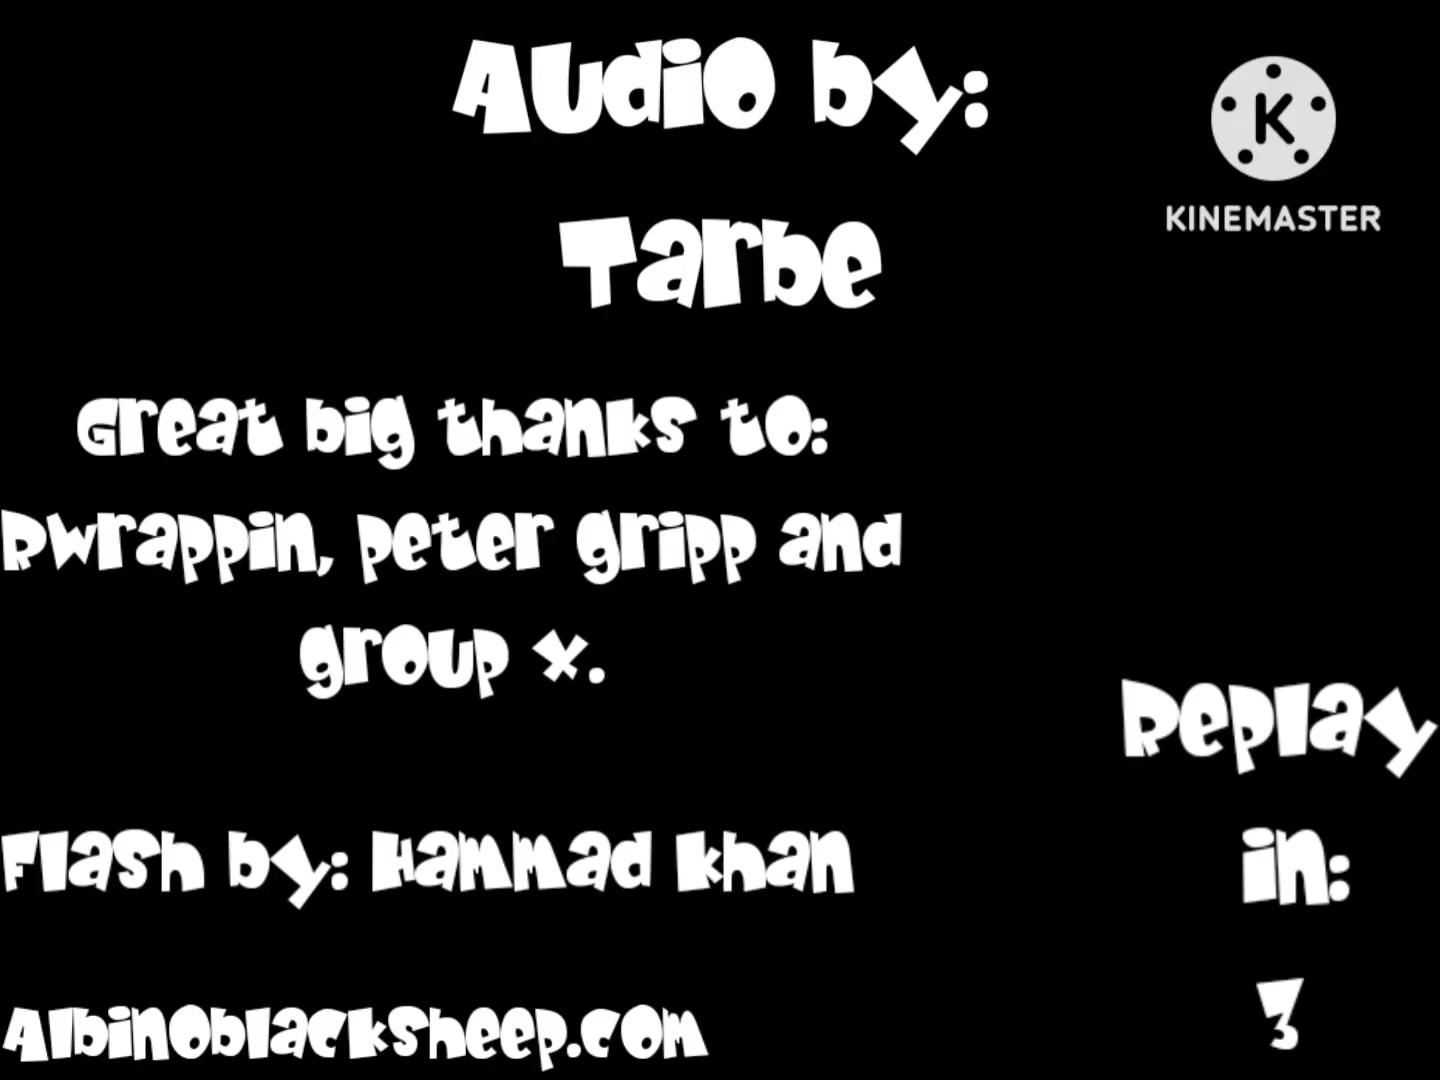 Audio by:
K
KINEMASTER
Tarbe
Great big thanks to:
Rwrappin, peter gripp and
group x.
Replay
in:
3
Flash by: Hammad khan
Albinoblacksheep.com